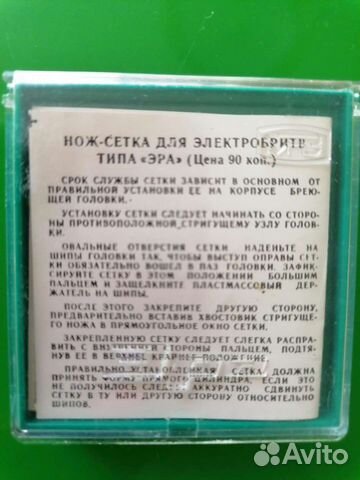 НОЖ-СЕТКА ДЛЯ ЭЛЕКТРОБРИТВ
ТИПА «ЭРА» (Цена 90 коп.)
СРОК СЛУЖБЫ СЕТКИ ЗАВИСИТ В ОСНОВНОМ ОТ
ПРАВИЛЬНОЙ УСТАНОВКИ ЕЕ НА КОРПУСЕ БРЕЮ-
ЩЕЙ ГОЛОВКИ.
УСТАНОВКУ СЕТКИ СЛЕДУЕТ НАЧИНАТЬ СО СТОРО-
НЫ ПРОТИВОПОЛОЖНОЙ СТРИГУЩЕМУ УЗЛУ ГОЛОВ-
КИ.
ОВАЛЬНЫЕ ОТВЕРСТИЯ СЕТКИ НАДЕНЬТЕ НА
ШИПЫ ГОЛОВКИ ТАК, ЧТОБЫ ВЫСТУП ОПРАВЫ СЕТ-
КИ ОБЯЗАТЕЛЬНО ВОШЕЛ В ПАЗ ГОЛОВКИ. ЗАФИК-
СИРУЙТЕ СЕТКУ В ЭТОМ ПОЛОЖЕНИИ БОЛЬШИМ
ПАЛЬЦЕМ И ЗАЩЕЛКНИТЕ ПЛАСТМАССОВЫЙ ДЕР-
ЖАТЕЛЬ НА ШИПЫ.
ПОСЛЕ ЭТОГО ЗАКРЕПИТЕ ДРУГУЮ СТОРОНУ,
ПРЕДВАРИТЕЛЬНО ВСТАВИВ ХВОСТОВИК СТРИГУЩЕ-
ГО НОЖА В ПРЯМОУГОЛЬНОЕ ОКНО СЕТКИ.
ЗАКРЕПЛЕННУЮ СЕТКУ СЛЕДУЕТ СЛЕГКА РАСПРА-
ВИТЬ С ВНУТРЕННЕЙ СТОРОНЫ ПАЛЬЦЕМ, ПОДТЯ-
НУВ ЕЕ В ВЕРХНЕЕ КРАЙНЕЕ ПОЛОЖЕНИЕ.
ПРАВИЛЬНО УСТАНОВЛЕННАЯ СЕТКА ДОЛЖНА
ПРИНЯТЬ ФОРМУ ПРЯМОГО ЦИЛИНДРА. ЕСЛИ ЭТО
НЕ ПОЛУЧИЛОСЬ СЛЕДУЕТ АККУРАТНО СДВИНУТЬ
СЕТКУ В ТУ ИЛИ ДРУГУЮ СТОРОНУ ОТНОСИТЕЛЬНО
ШИПОВ.
Avito